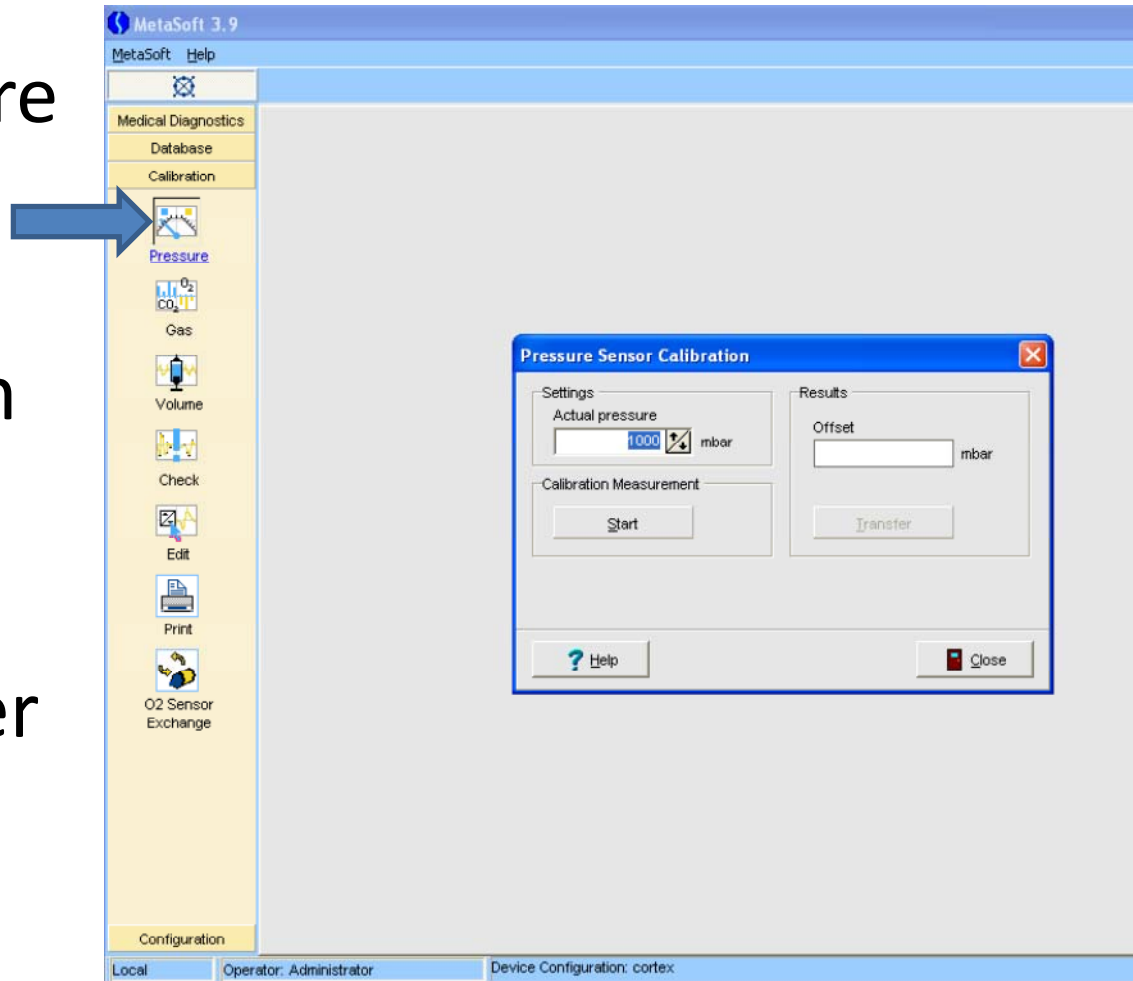 re
n
er
MetaSoft 3.9
MetaSoft Help
Medical Diagnostics
Database
Calibration
Pressure
O2
CO2
Gas
Volume
Check
Edit
Print
O2 Sensor
Exchange
Configuration
Pressure Sensor Calibration
Settings
Actual pressure
1000 mbar
Calibration Measurement
Start
Results
Offset
mbar
Transfer
? Help
Close
Local
Operator: Administrator
Device Configuration: cortex